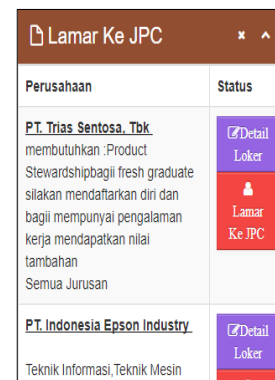 Lamar Ke JPC
Perusahaan
Status
PT. Trias Sentosa, Tbk
membutuhkan :Product
Stewardshipbagii fresh graduate
silakan mendaftarkan diri dan
bagii mempunyai pengalaman
kerja mendapatkan nilai
tambahan
Semua Jurusan
Detail
Loker
Lamar
Ke JPC
PT. Indonesia Epson Industry
Teknik Informasi,Teknik Mesin
Detail
Loker